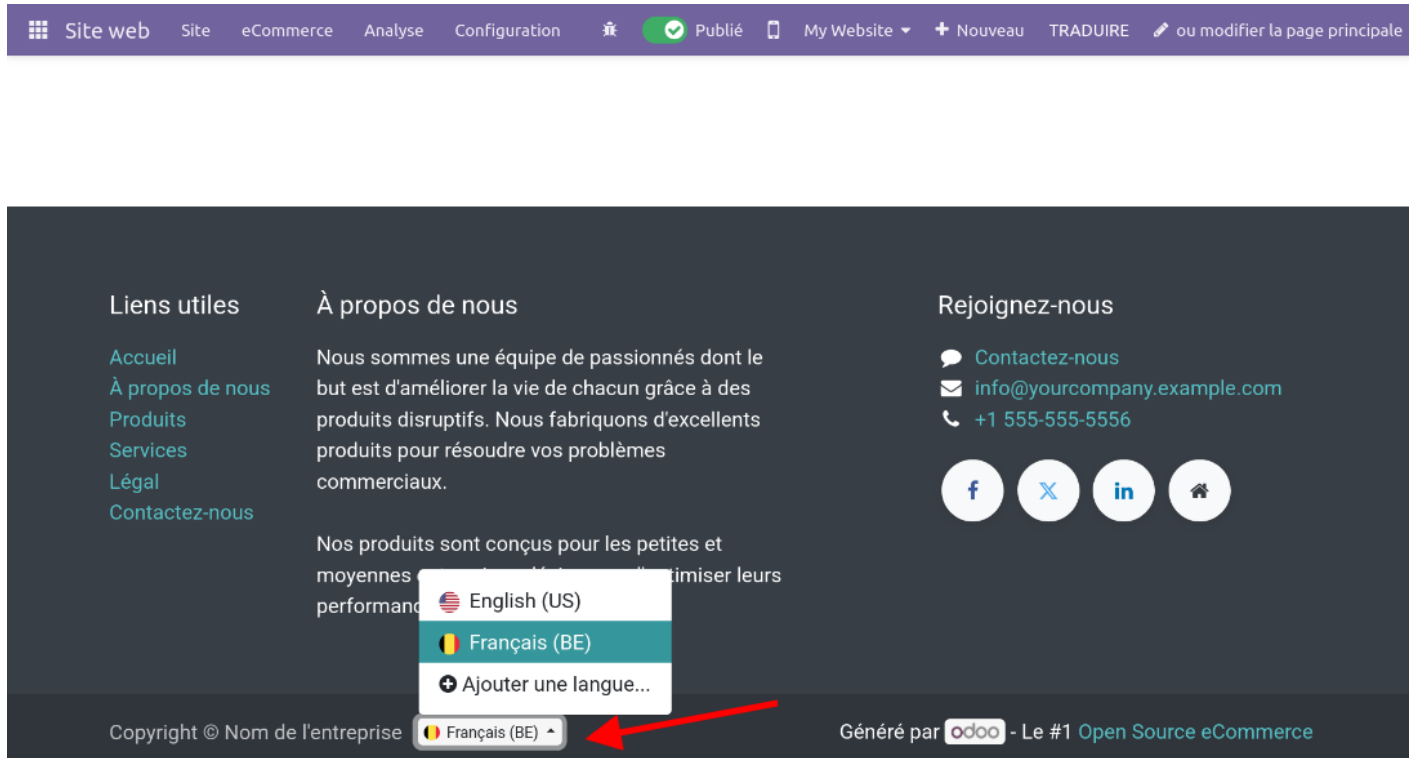 Site web Site eCommerce Analyse Configuration Publié My Website + Nouveau TRADUIRE ou modifier la page principale
Liens utiles
Accueil
À propos de nous
Produits
Services
Légal
Contactez-nous
À propos de nous
Nous sommes une équipe de passionnés dont le
but est d'améliorer la vie de chacun grâce à des
produits disruptifs. Nous fabriquons d'excellents
produits pour résoudre vos problèmes
commerciaux.
Nos produits sont conçus pour les petites et
moyennes timiser leurs
performanc
Rejoignez-nous
Contactez-nous
info@yourcompany.example.com
+1 555-555-5556
English (US)
Français (BE)
Ajouter une langue...
Copyright © Nom de l'entreprise Français (BE) Généré par odoo - Le #1 Open Source eCommerce